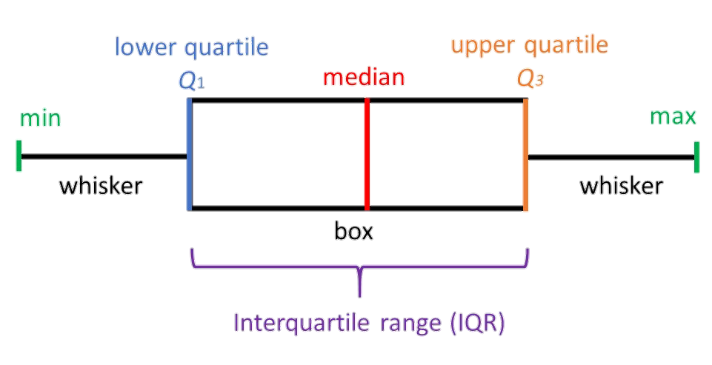 lower quartile
Q1
median
upper quartile
Q3
min
max
whisker
whisker
box
Interquartile range (IQR)